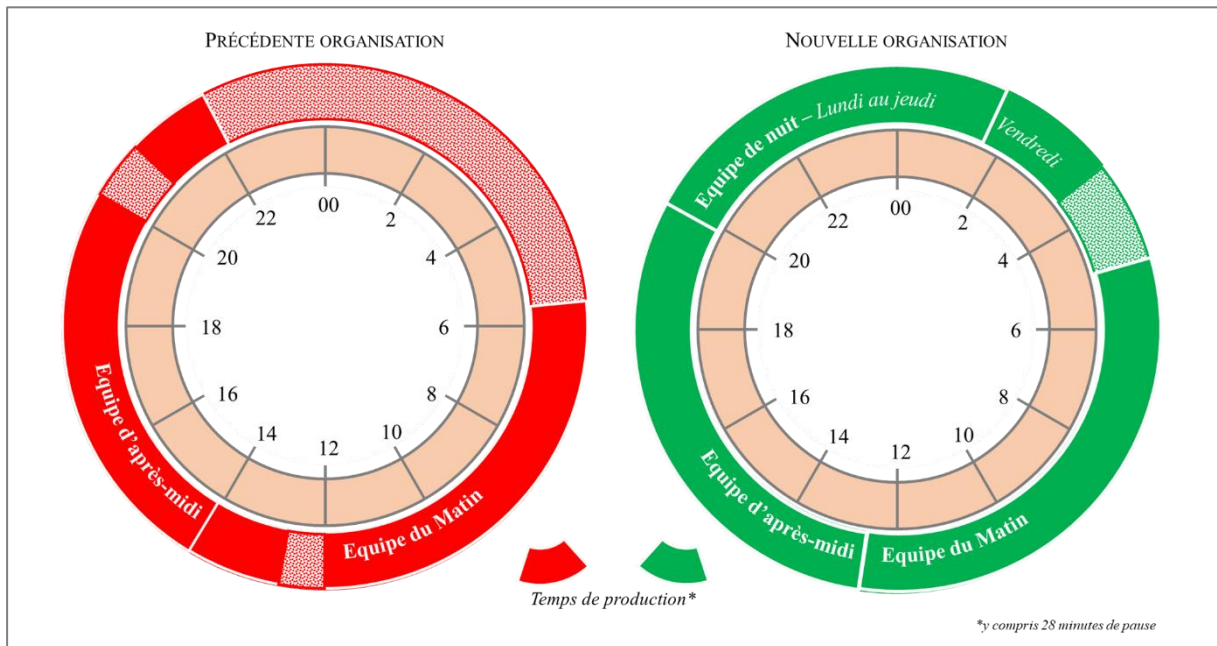 PRÉCÉDENTE ORGANISATION
00
2
4
6
8
10
12
14
16
18
20
22
Equipe d'après-midi
Equipe du Matin
NOUVELLE ORGANISATION
Equipe de nuit – Lundi au jeudi
Vendredi
00
2
4
6
8
10
12
14
16
18
20
22
Equipe d'après-midi
Equipe du Matin
Temps de production*
*y compris 28 minutes de pause